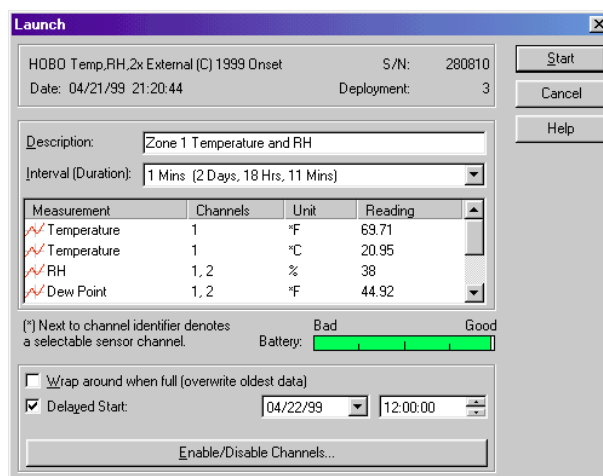 Launch
HOBO Temp,RH,2x External (C) 1999 Onset S/N: 280810
Date: 04/21/99 21:20:44 Deployment: 3
Start
Cancel
Help
Description: Zone 1 Temperature and RH
Interval (Duration): 1 Mins (2 Days, 18 Hrs, 11 Mins)
Measurement Channels Unit Reading
Temperature 1 °F 69.71
Temperature 1 °C 20.95
RH 1, 2 % 38
Dew Point 1, 2 °F 44.92
(*) Next to channel identifier denotes
a selectable sensor channel.
Bad Good
Battery:
Wrap around when full (overwrite oldest data)
Delayed Start: 04/22/99 12:00:00
Enable/Disable Channels...